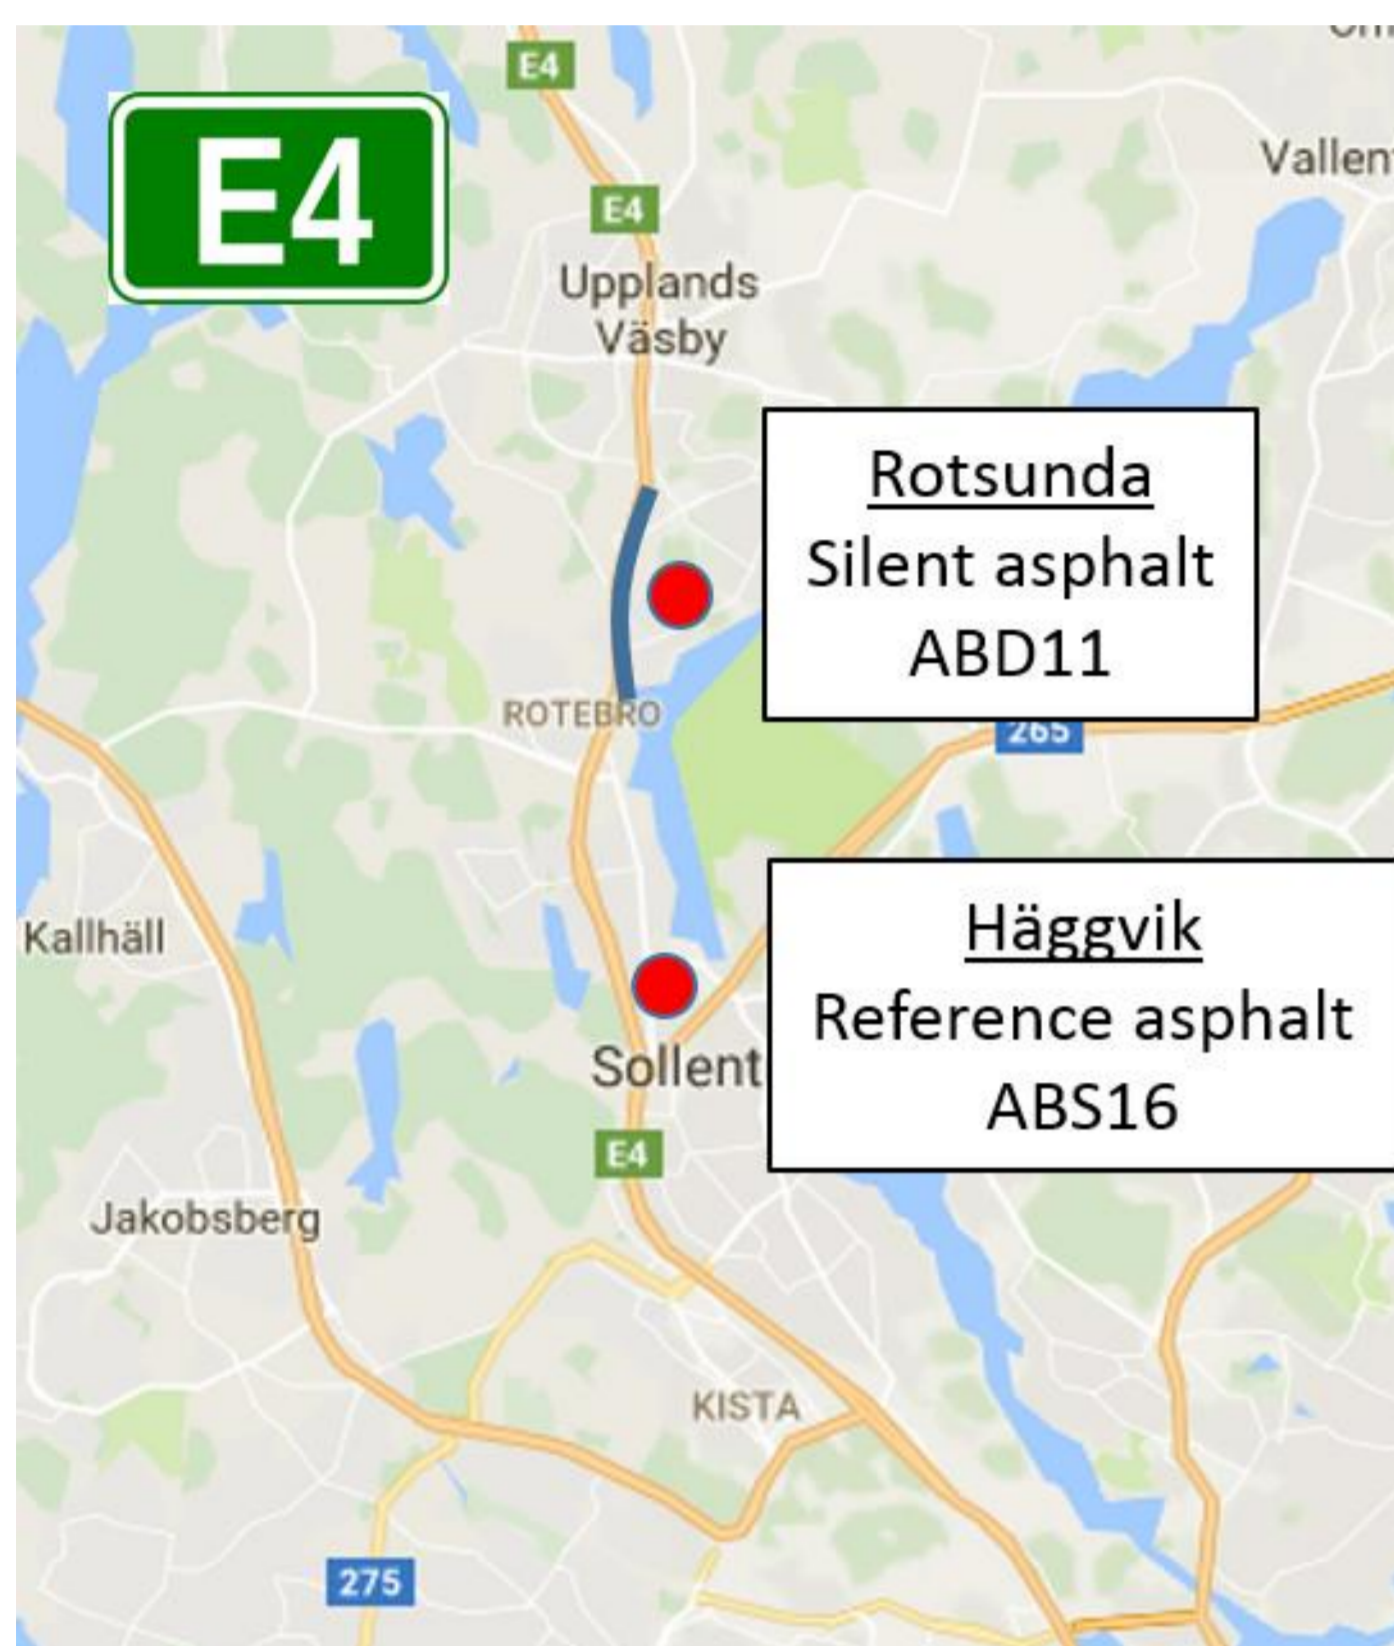 E4
E4
E4
Vallen
Upplands
Väsby
Rotsunda
Silent asphalt
ABD11
ROTEBRO
265
Kallhäll
Häggvik
Reference asphalt
ABS16
Sollent
E4
Jakobsberg
KISTA
275